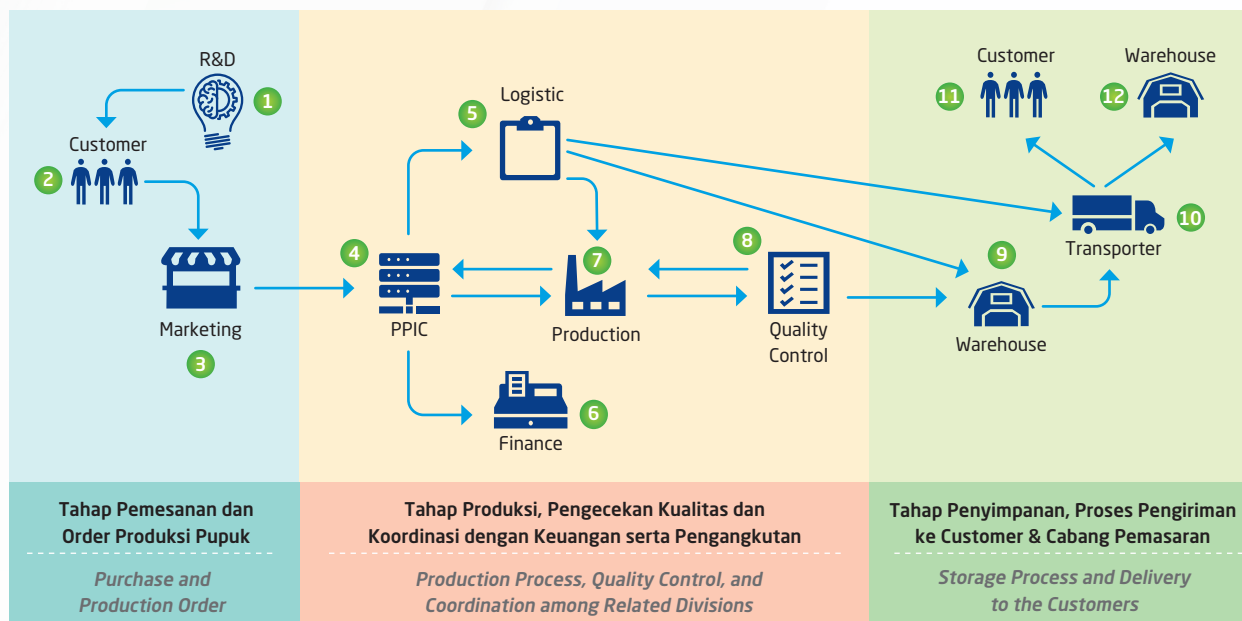 R&D
1
Customer
2
Marketing
3
4
PPIC
Logistic
5
Finance
6
7
Production
8
Quality
Control
9
Warehouse
10
Transporter
Customer
11
Warehouse
12
Tahap Pemesanan dan
Order Produksi Pupuk
Purchase and
Production Order
Tahap Produksi, Pengecekan Kualitas dan
Koordinasi dengan Keuangan serta Pengangkutan
Production Process, Quality Control, and
Coordination among Related Divisions
Tahap Penyimpanan, Proses Pengiriman
ke Customer & Cabang Pemasaran
Storage Process and Delivery
to the Customers